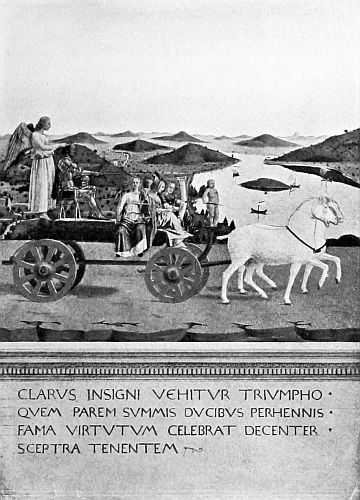 CLARVS INSIGNI VEHITVR TRIVMPHO ·
QVEM PAREM SVMMIS DVCIBVS PERHENNIS ·
FAMA VIRTVTVM CELEBRAT DECENTER ·
SCEPTRA TENENTEM